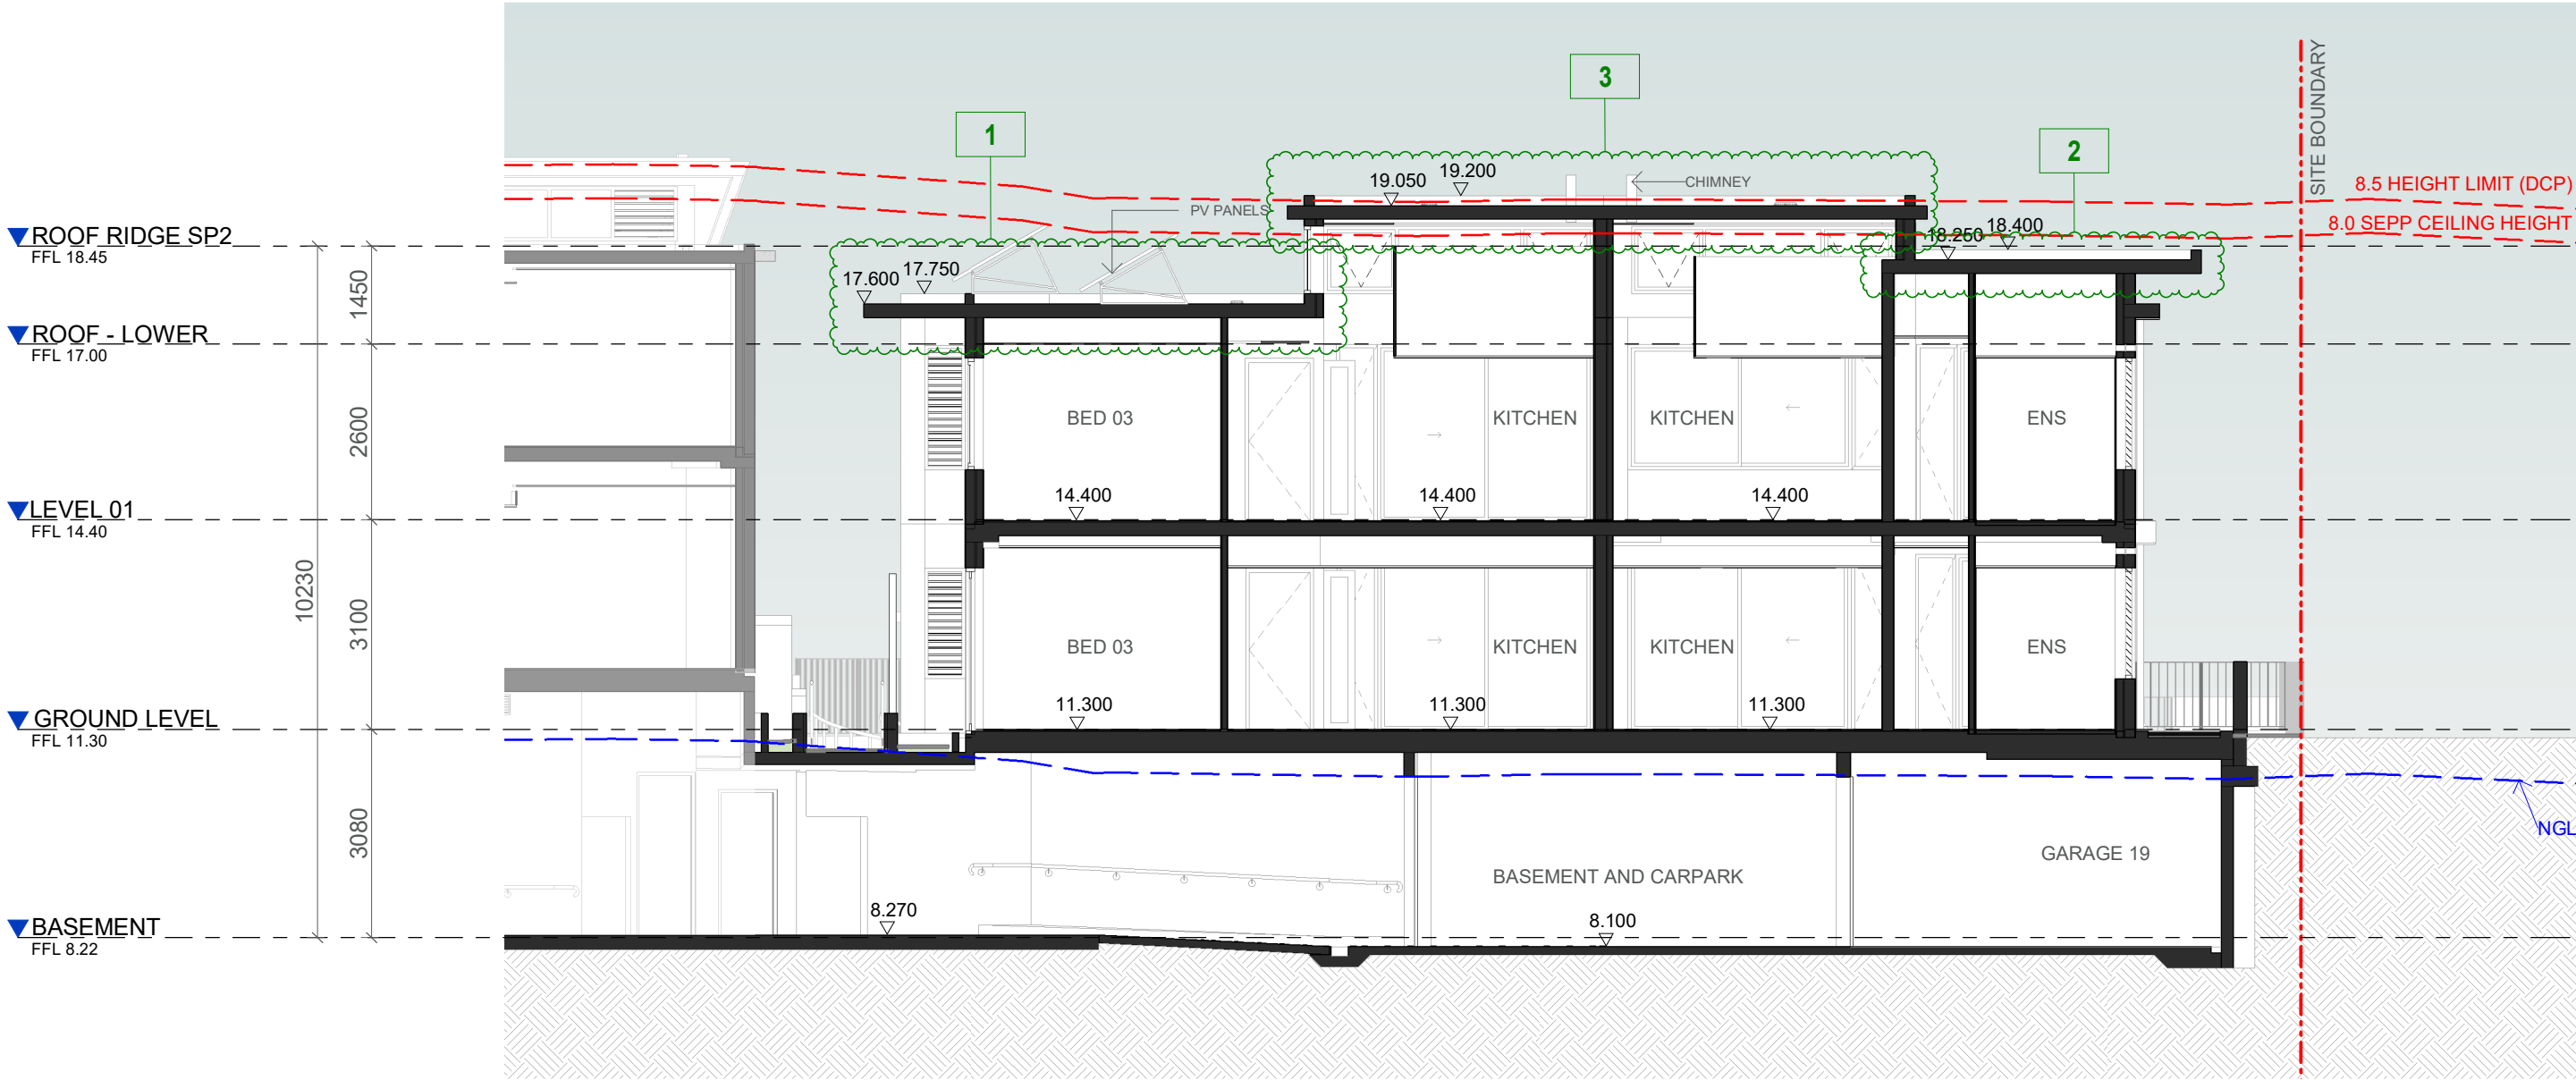 3
1
2
SITE BOUNDARY
19.050
19.200
CHIMNEY
PV PANELS
8.5 HEIGHT LIMIT (DCP)
8.0 SEPP CEILING HEIGHT
18.250
18.400
17.600
17.750
ROOF RIDGE SP2
FFL 18.45
1450
ROOF - LOWER
FFL 17.00
2600
BED 03
KITCHEN
KITCHEN
ENS
14.400
14.400
14.400
LEVEL 01
FFL 14.40
10230
3100
BED 03
KITCHEN
KITCHEN
ENS
11.300
11.300
11.300
GROUND LEVEL
FFL 11.30
3080
NGL
GARAGE 19
BASEMENT AND CARPARK
8.270
8.100
BASEMENT
FFL 8.22